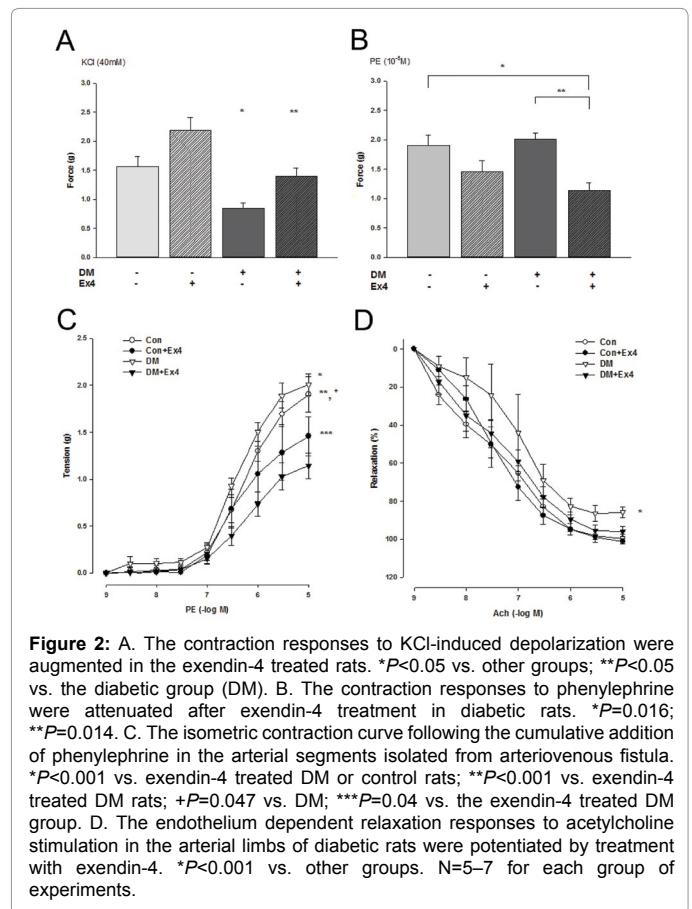 A
KCl (40mM)
3.0
2.5
2.0
1.5
1.0
0.5
0.0
Force (g)
*
**
DM - - + +
Ex4 - + - +
B
PE (10⁻⁵M)
3.0
2.5
2.0
1.5
1.0
0.5
0.0
Force (g)
*
**
DM - - + +
Ex4 - + - +
C
Con
Con+Ex4
DM
DM+Ex4
2.5
2.0
1.5
1.0
0.5
0.0
Tension (g)
*
**, +
***
9 8 7 6 5
PE (-log M)
D
Con
Con+Ex4
DM
DM+Ex4
0
20
40
60
80
100
120
Relaxation (%)
*
9 8 7 6 5
Ach (-log M)
Figure 2: A. The contraction responses to KCl-induced depolarization were
augmented in the exendin-4 treated rats. *P<0.05 vs. other groups; **P<0.05
vs. the diabetic group (DM). B. The contraction responses to phenylephrine
were attenuated after exendin-4 treatment in diabetic rats. *P=0.016;
**P=0.014. C. The isometric contraction curve following the cumulative addition
of phenylephrine in the arterial segments isolated from arteriovenous fistula.
*P<0.001 vs. exendin-4 treated DM or control rats; **P<0.001 vs. exendin-4
treated DM rats; +P=0.047 vs. DM; ***P=0.04 vs. the exendin-4 treated DM
group. D. The endothelium dependent relaxation responses to acetylcholine
stimulation in the arterial limbs of diabetic rats were potentiated by treatment
with exendin-4. *P<0.001 vs. other groups. N=5–7 for each group of
experiments.